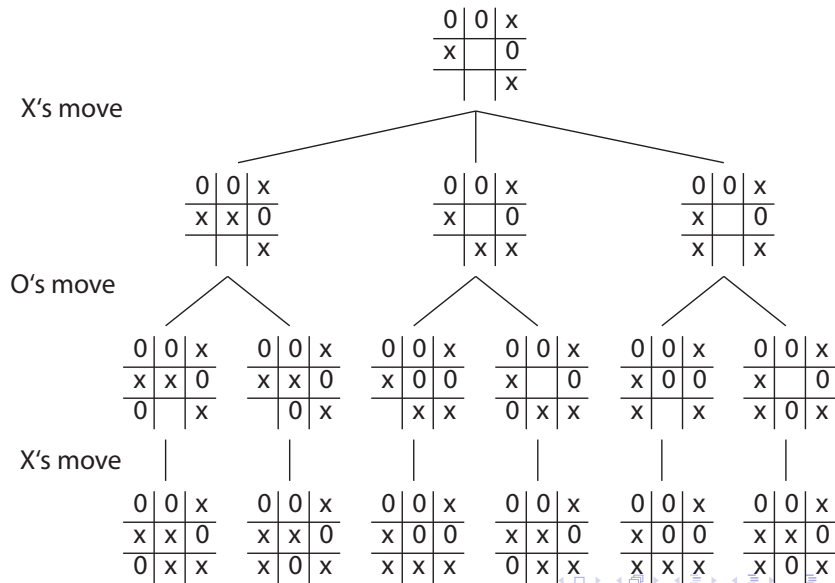 0 0 x
x 0
x
X‘s move
0 0 x 0 0 x 0 0 x
x x 0 x 0 x 0
x x x x x
O‘s move
0 0 x 0 0 x 0 0 x 0 0 x 0 0 x 0 0 x
x x 0 x x 0 x 0 0 x 0 x 0 0 x 0
0 x 0 x x x 0 x x x x x 0 x
X‘s move
0 0 x 0 0 x 0 0 x 0 0 x 0 0 x 0 0 x
x x 0 x x 0 x 0 0 x x 0 x 0 0 x x 0
0 x x x 0 x x x x 0 x x x x x x 0 x